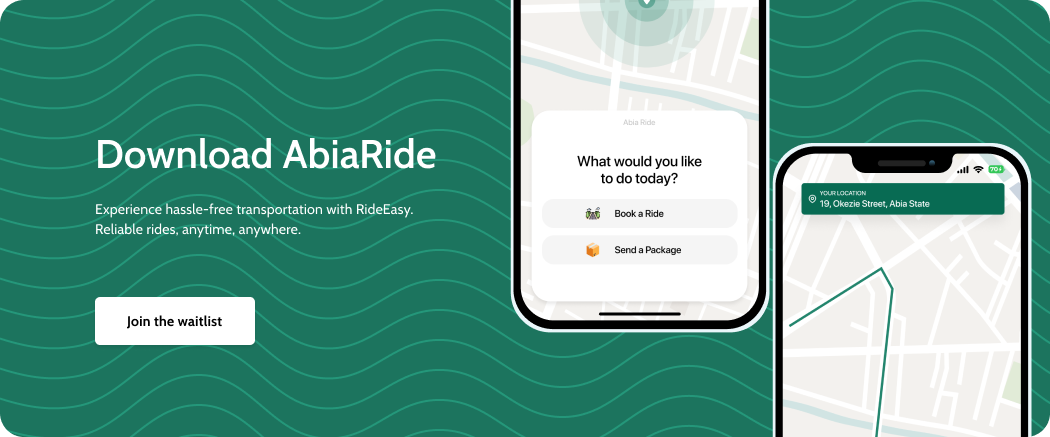 Download AbiaRide
Experience hassle-free transportation with RideEasy.
Reliable rides, anytime, anywhere.
Join the waitlist
Abia Ride
What would you like
to do today?
Book a Ride
Send a Package
70
YOUR LOCATION
19, Okezie Street, Abia State